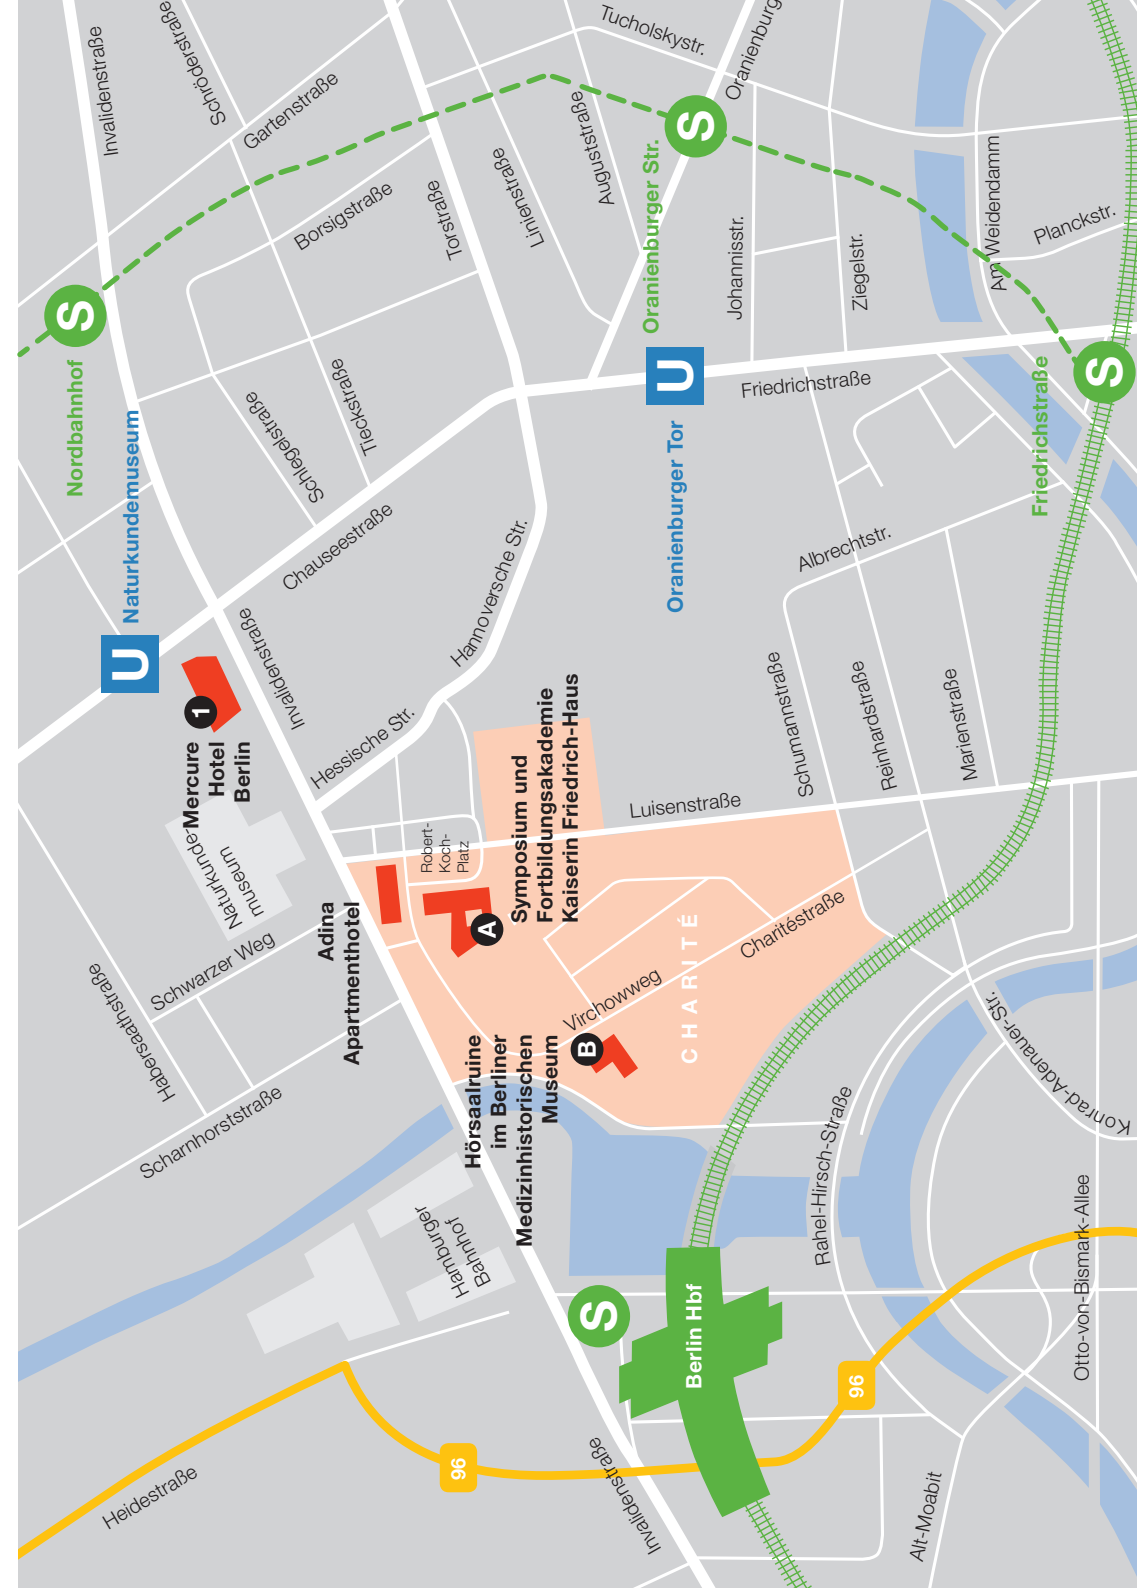 Heidestraße
96
Invalidenstraße
Alt-Moabit
96
Otto-von-Bismark-Allee
Berlin Hbf
S
Hamburger
Bahnhof
Rahel-Hirsch-Straße
Konrad-Adenauer-Str.
Scharnhorststraße
Habersaathstraße
Schwarzer Weg
Naturkunde-
museum
Hörsaalruine
im Berliner
Medizinhistorischen
Museum
B
Adina
Apartmenthotel
A
Symposium und
Fortbildungsakademie
Kaiserin Friedrich-Haus
Robert-
Koch-
Platz
CHARITÉ
Virchowweg
Charitéstraße
Luisenstraße
1
Mercure
Hotel
Berlin
U
Naturkundemuseum
Invalidenstraße
Hessische Str.
Hannoversche Str.
Chausseestraße
Schumannstraße
Reinhardstraße
Marienstraße
Albrechtstr.
Oranienburger Tor
U
Friedrichstraße
Friedrichstraße
S
Schlegelstraße
Tieckstraße
Nordbahnhof
S
Borsigstraße
Torstraße
Linienstraße
Auguststraße
Oranienburger Str.
S
Johannisstr.
Ziegelstr.
Am Weidendamm
Planckstr.
Invalidenstraße
Schröderstraße
Gartenstraße
Tucholskystr.
Oranienburg